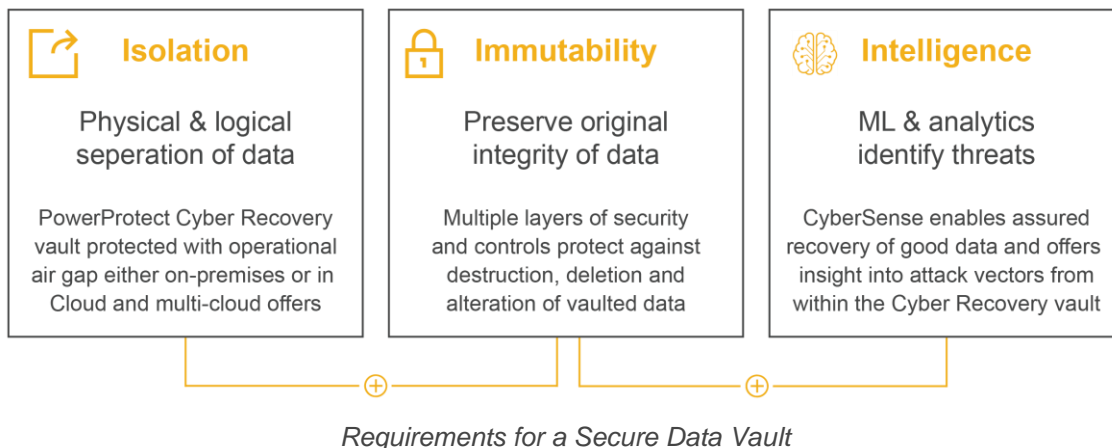 Isolation
Physical & logical
seperation of data
PowerProtect Cyber Recovery
vault protected with operational
air gap either on-premises or in
Cloud and multi-cloud offers
Immutability
Preserve original
integrity of data
Multiple layers of security
and controls protect against
destruction, deletion and
alteration of vaulted data
Intelligence
ML & analytics
identify threats
CyberSense enables assured
recovery of good data and offers
insight into attack vectors from
within the Cyber Recovery vault
Requirements for a Secure Data Vault